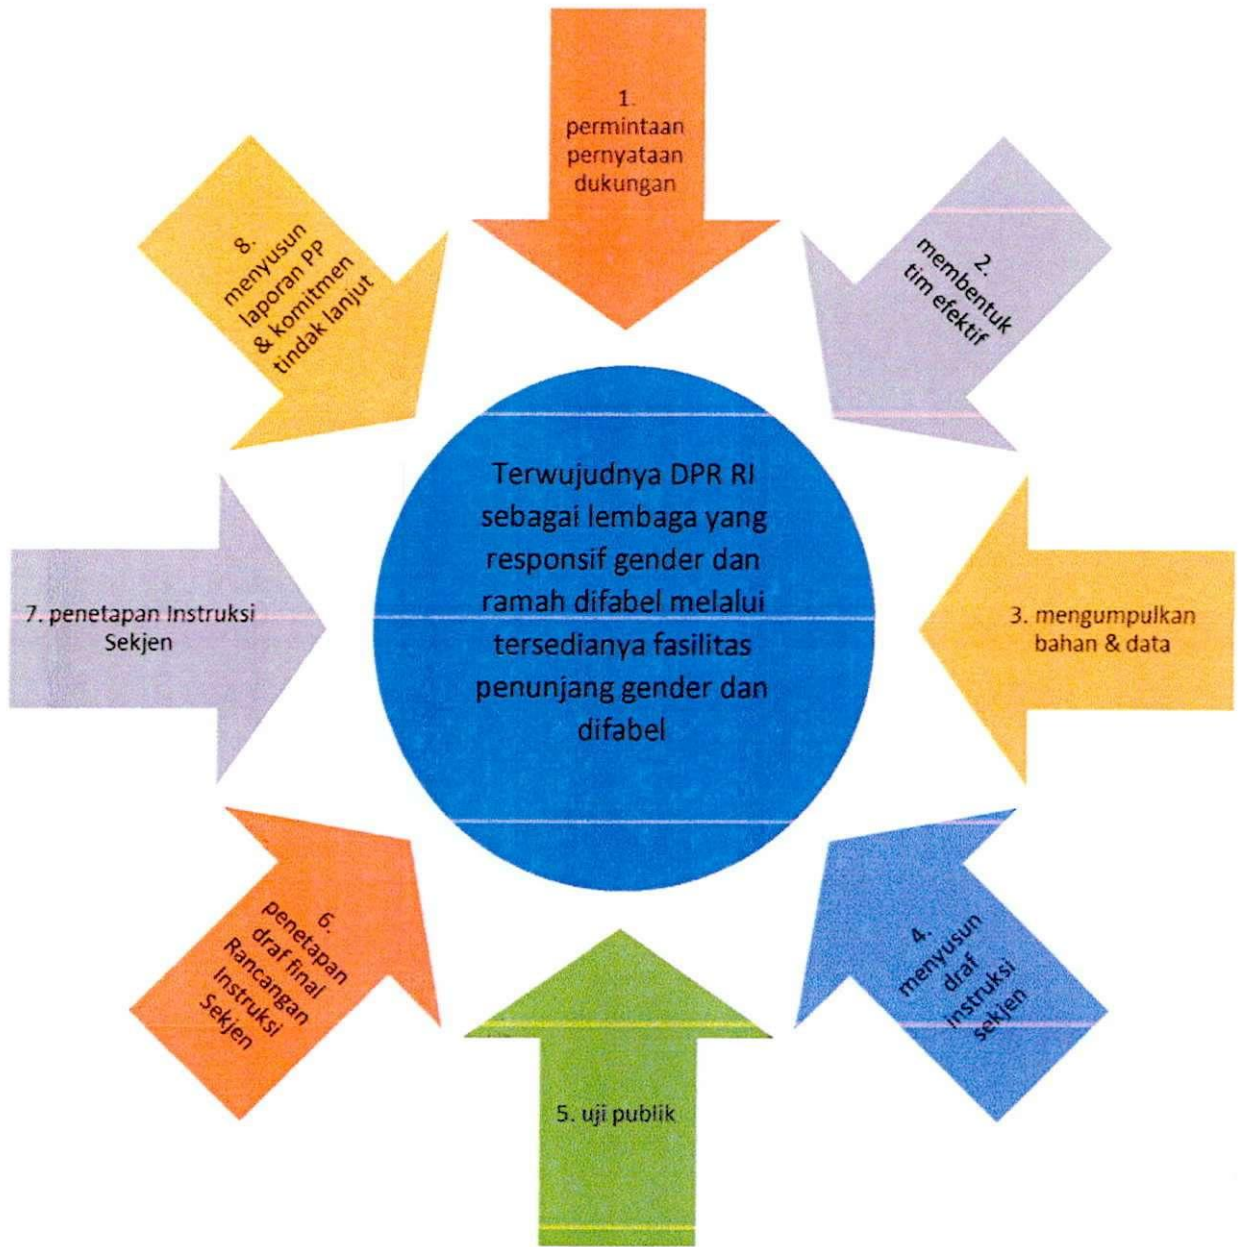 1.
permintaan
pernyataan
dukungan
2.
membentuk
tim efektif
3. mengumpulkan
bahan & data
4.
menyusun
draf
instruksi
sekjen
5. uji publik
6.
penetapan
draf final
Rancangan
Instruksi
Sekjen
7. penetapan Instruksi
Sekjen
8.
menyusun
laporan PP
& komitmen
tindak lanjut
Terwujudnya DPR RI
sebagai lembaga yang
responsif gender dan
ramah difabel melalui
tersedianya fasilitas
penunjang gender dan
difabel